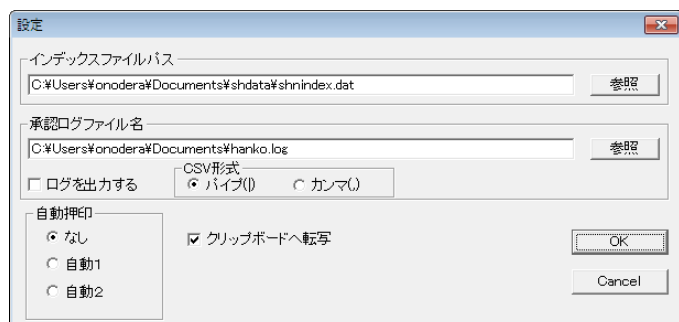 設定
インデックスファイルパス
C:¥Users¥onodera¥Documents¥shdata¥shnindex.dat
参照
承認ログファイル名
C:¥Users¥onodera¥Documents¥hanko.log
参照
ログを出力する
CSV形式
パイプ(|)
カンマ(,)
自動押印
なし
自動1
自動2
クリップボードへ転写
OK
Cancel